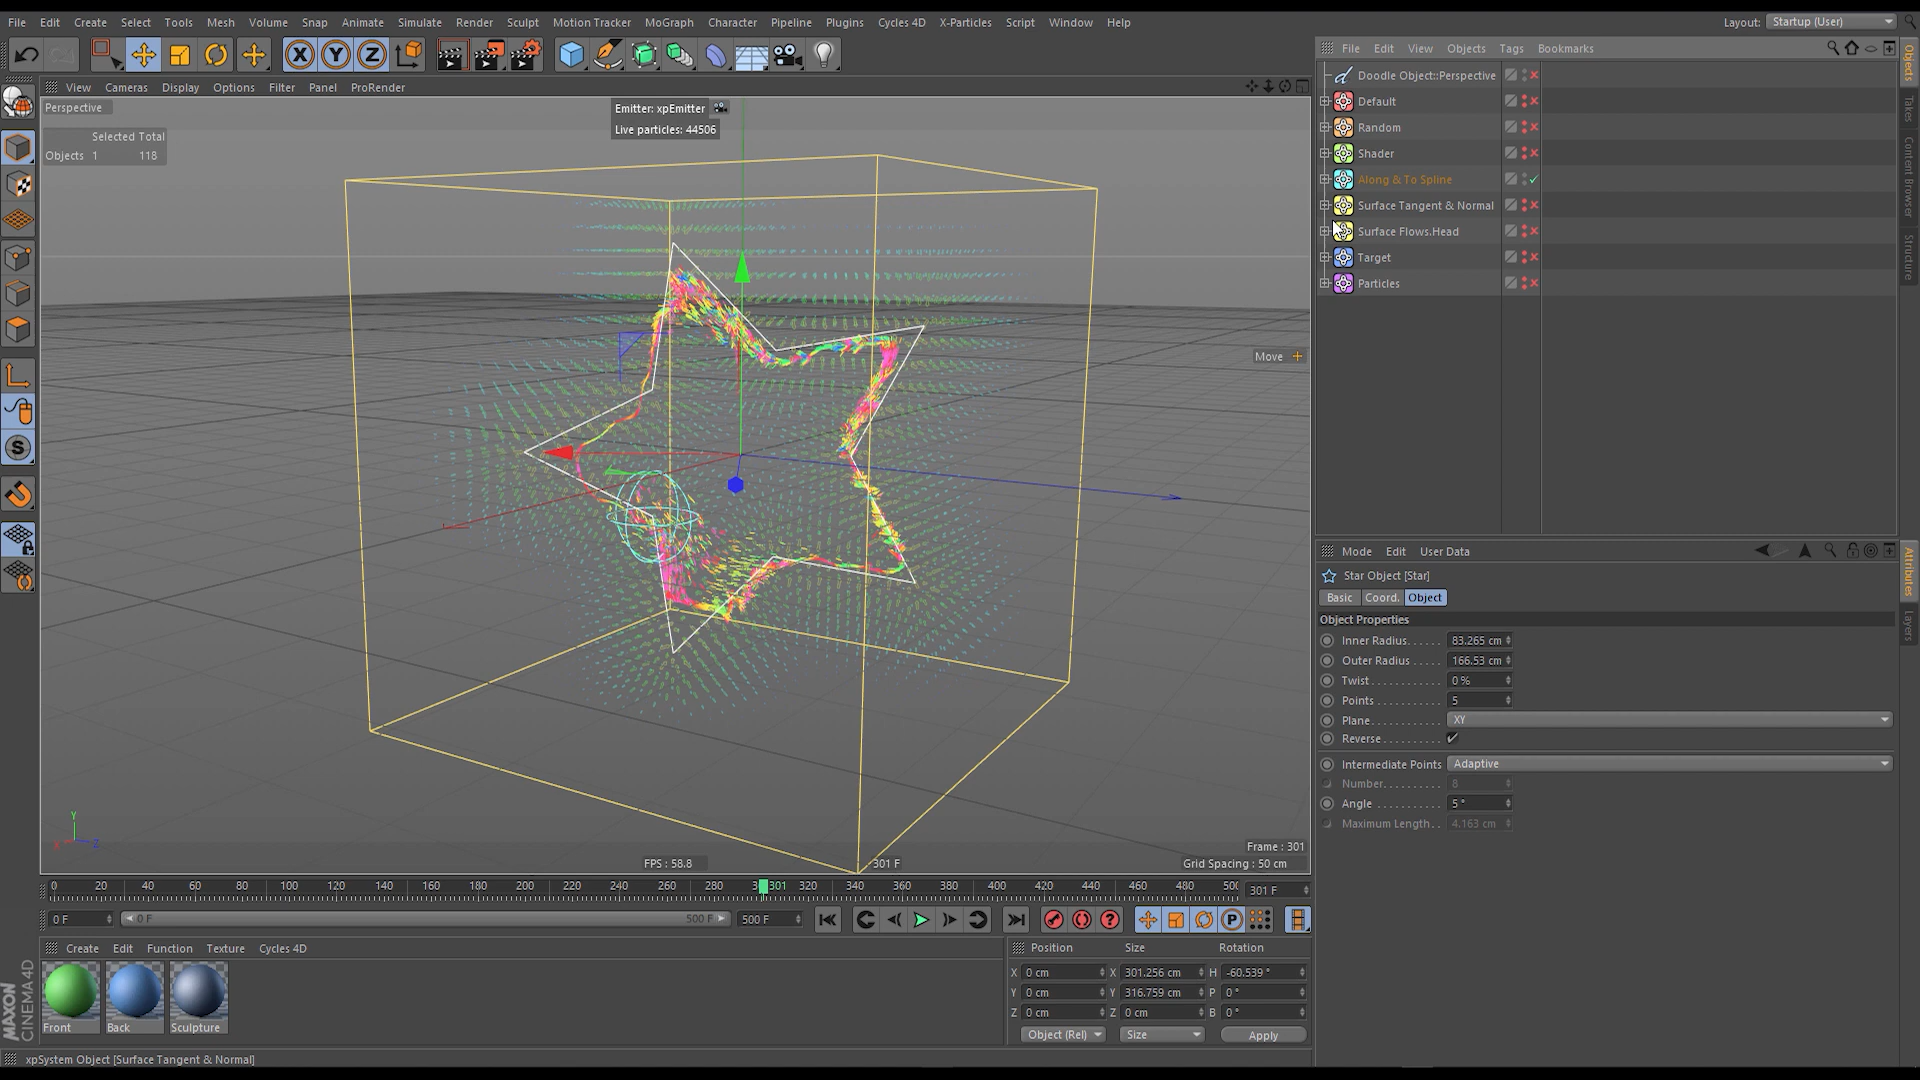 File Edit Create Select Tools Mesh Volume Snap Animate Simulate Render Sculpt Motion Tracker MoGraph Character Pipeline Plugins Cycles 4D X-Particles Script Window Help Layout: Startup (User)
File Edit View Objects Tags Bookmarks
View Cameras Display Options Filter Panel ProRender
Perspective
Emitter: xpEmitter
Live particles: 44506
Selected Total
Objects 1 118
Doodle Object::Perspective
Default
Random
Shader
Along & To Spline
Surface Tangent & Normal
Surface Flows.Head
Target
Particles
Objects
Takes
Content Browser
Structure
Move
Mode Edit User Data
Star Object [Star]
Basic Coord. Object
Object Properties
Inner Radius. . . . . 83.265 cm
Outer Radius . . . . 166.53 cm
Twist . . . . . . . . . . . 0 %
Points . . . . . . . . . . 5
Plane. . . . . . . . . . . XY
Reverse . . . . . . . . .
Intermediate Points Adaptive
Number. . . . . . . . . 8
Angle . . . . . . . . . . 5 °
Maximum Length . . 4.163 cm
Attributes
Layers
Y
X
Z
FPS : 58.8
301 F
Frame : 301
Grid Spacing : 50 cm
0 20 40 60 80 100 120 140 160 180 200 220 240 260 280 301 320 340 360 380 400 420 440 460 480 500 301 F
0 F 0 F 500 F 500 F
P
Create Edit Function Texture Cycles 4D
Front Back Sculpture
Position Size Rotation
X 0 cm X 301.256 cm H -60.539 °
Y 0 cm Y 316.759 cm P 0 °
Z 0 cm Z 0 cm B 0 °
Object (Rel) Size Apply
MAXON
CINEMA 4D
xpSystem Object [Surface Tangent & Normal]